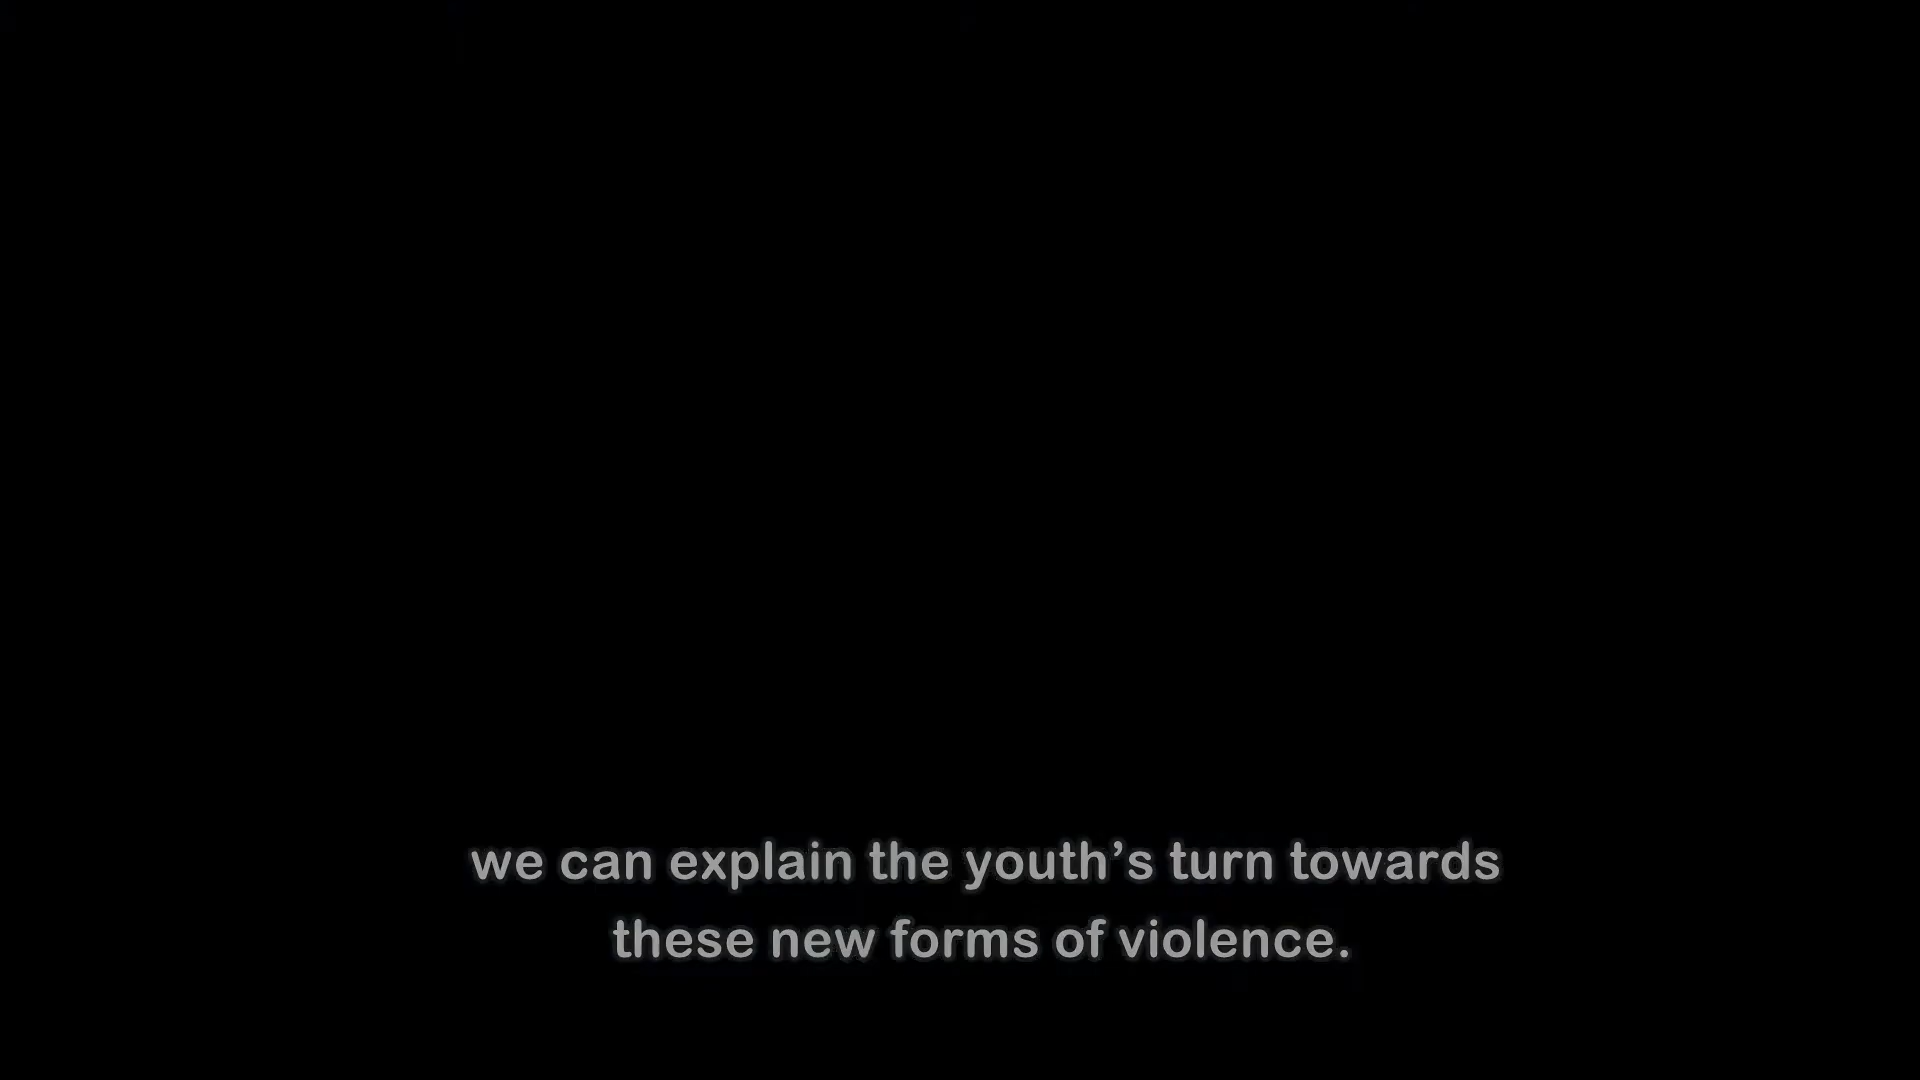 we can explain the youth’s turn towards
these new forms of violence.